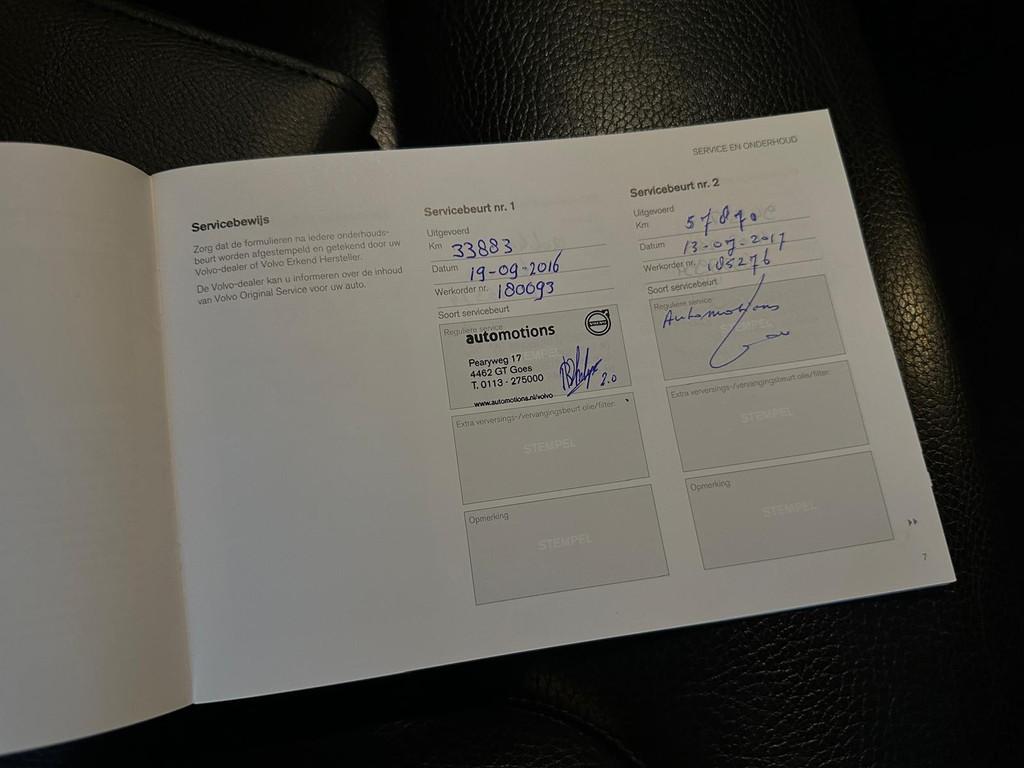 SERVICE EN ONDERHOUD
Servicebewijs
Zorg dat de formulieren na iedere onderhouds-
beurt worden afgestempeld en getekend door uw
Volvo-dealer of Volvo Erkend Hersteller.
De Volvo-dealer kan u informeren over de inhoud
van Volvo Original Service voor uw auto.
Servicebeurt nr. 1
Uitgevoerd
Km 33883
Datum 19-09-2016
Werkorder nr. 180093
Soort servicebeurt
Reguliere service
automotions
VOLVO
Pearyweg 17
4462 GT Goes
T. 0113 - 275000
2.0
www.automotions.nl/volvo
Extra verversings-/vervangingsbeurt olie/filter:
STEMPEL
Opmerking
STEMPEL
Servicebeurt nr. 2
Uitgevoerd
Km
Datum 13-07-2017
Werkorder nr. 185276
Soort servicebeurt
Reguliere service
Automotions
STEMPEL
Extra verversings-/vervangingsbeurt olie/filter:
STEMPEL
Opmerking
STEMPEL
7